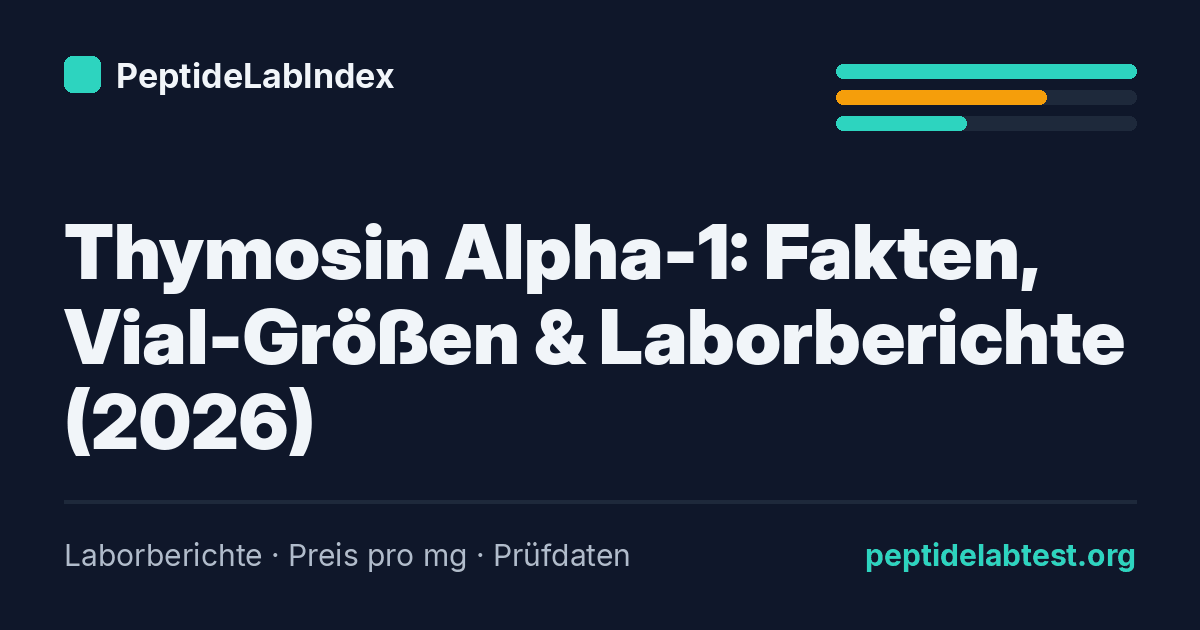 PeptideLabIndex
Thymosin Alpha-1: Fakten,
Vial-Größen & Laborberichte
(2026)
Laborberichte · Preis pro mg · Prüfdaten
peptidelabtest.org